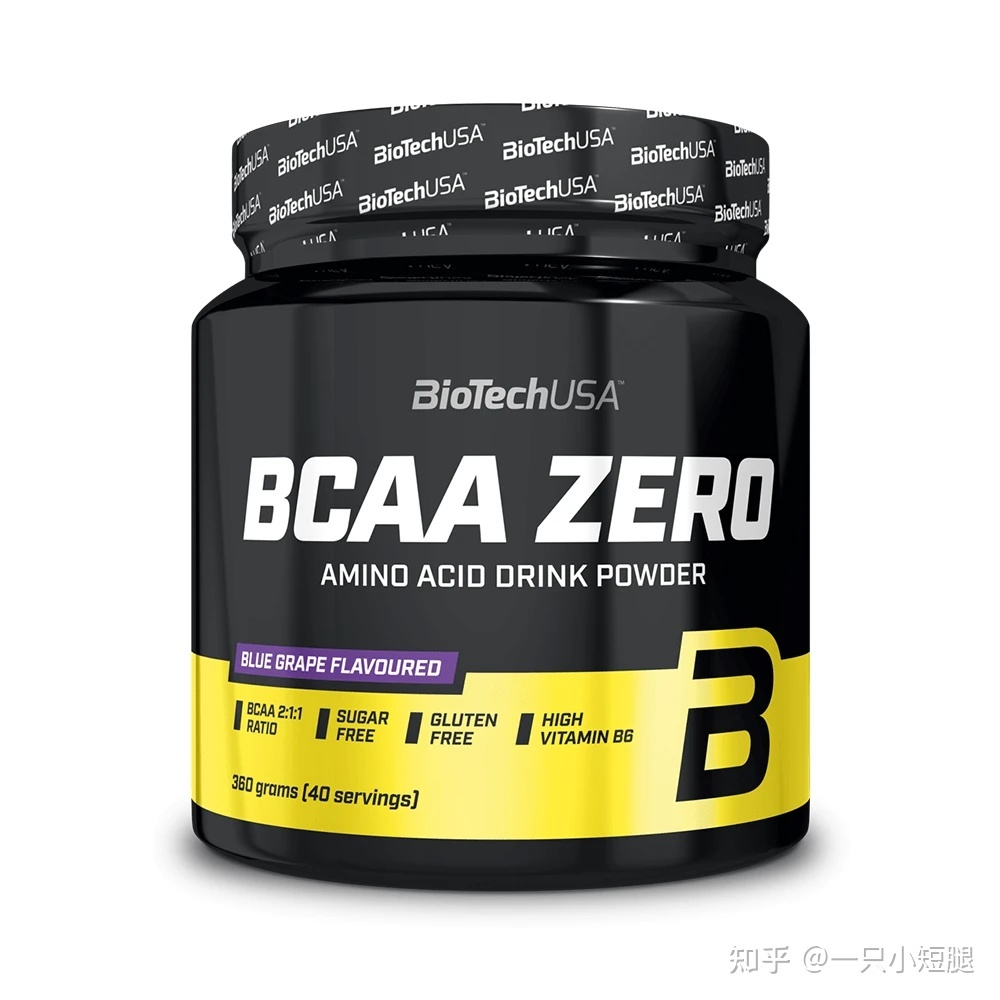 BioTechUSA BioTechUSA BioTechUSA BioTechUSA BioTechUSA
BioTechUSA BioTechUSA BioTechUSA BioTechUSA BioTechUSA
BioTechUSA™
BCAA ZERO
AMINO ACID DRINK POWDER
BLUE GRAPE FLAVOURED
BCAA 2:1:1
RATIO
SUGAR
FREE
GLUTEN
FREE
HIGH
VITAMIN B6
360 grams (40 servings)
B
知乎 @一只小短腿